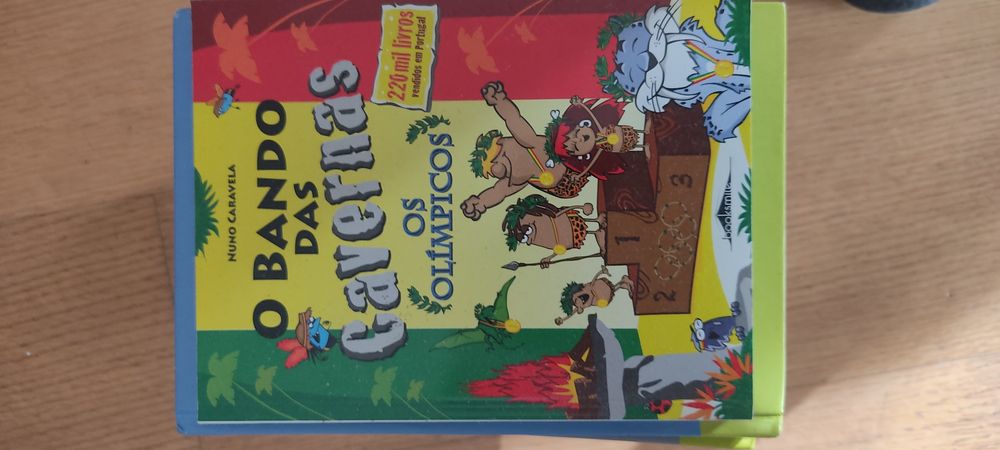 NUNO CARAVELA
O BANDO
DAS
cavernas
220 mil livros
vendidos em Portugal
OS
OLÍMPICOS
1
2
3
booksmile